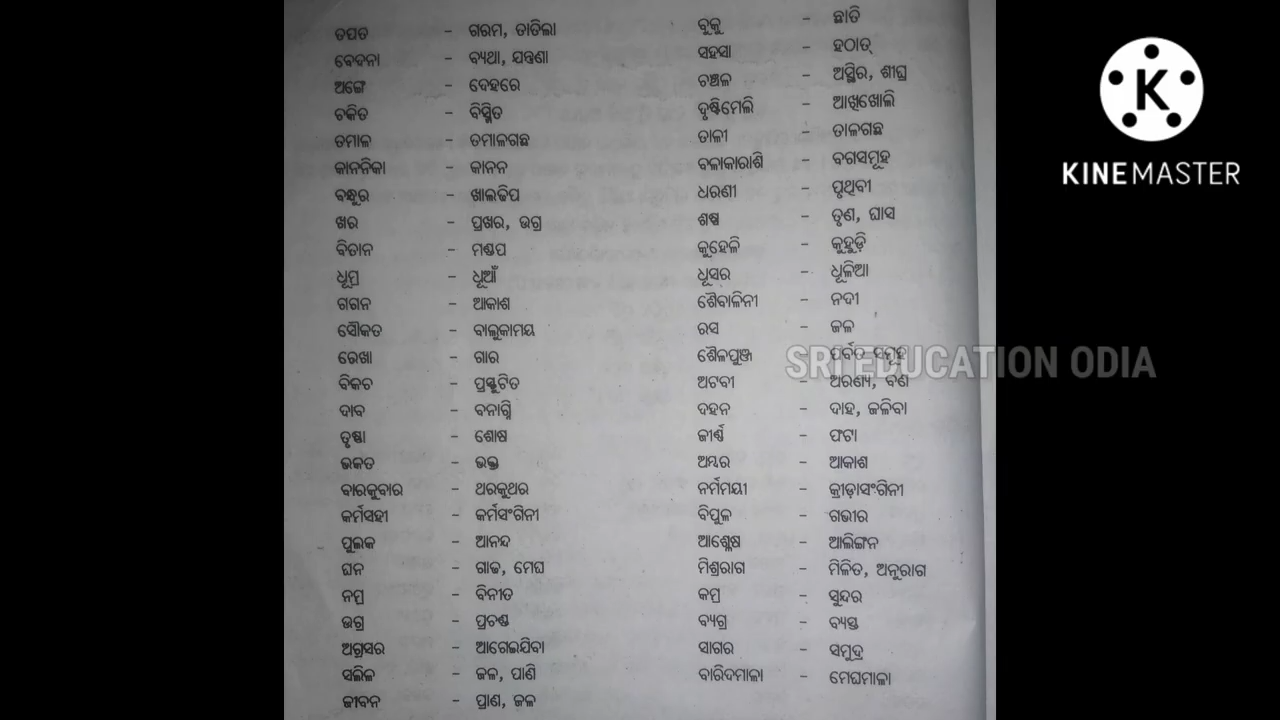 ତପତ - ଗରମ, ତାତିଲା
ବେଦନା - ବ୍ୟଥା, ଯନ୍ତ୍ରଣା
ଅଙ୍ଗେ - ଦେହରେ
ଚକିତ - ବିସ୍ମିତ
ତମାଳ - ତମାଳଗଛ
କାନନିକା - କାନନ
ବନ୍ଧୁର - ଖାଲଢିପ
ଖର - ପ୍ରଖର, ଉଗ୍ର
ବିତାନ - ମଣ୍ଡପ
ଧୂମ୍ର - ଧୂଆଁ
ଗଗନ - ଆକାଶ
ସୌକତ - ବାଲୁକାମୟ
ରେଖା - ଗାର
ବିକଚ - ପ୍ରସ୍ଫୁଟିତ
ଦାବ - ବନାଗ୍ନି
ତୃଷ୍ଣା - ଶୋଷ
ଭକତ - ଭକ୍ତ
ବାରକୁବାର - ଥରକୁଥର
କର୍ମସହୀ - କର୍ମସଂଗିନୀ
ପୁଲକ - ଆନନ୍ଦ
ଘନ - ଗାଢ, ମେଘ
ନମ୍ର - ବିନୀତ
ଉଗ୍ର - ପ୍ରଚଣ୍ଡ
ଅଗ୍ରସର - ଆଗେଇଯିବା
ସଲିଳ - ଜଳ, ପାଣି
ଜୀବନ - ପ୍ରାଣ, ଜଳ
ବୁକୁ - ଛାତି
ସହସା - ହଠାତ୍
ଚଞ୍ଚଳ - ଅସ୍ଥିର, ଶୀଘ୍ର
ଦୃଷ୍ଟିମେଲି - ଆଖିଖୋଲି
ତାଳୀ - ତାଳଗଛ
ବଳାକାରାଶି - ବଗସମୂହ
ଧରଣୀ - ପୃଥିବୀ
ଶଷ୍ପ - ତୃଣ, ଘାସ
କୁହେଳି - କୁହୁଡ଼ି
ଧୂସର - ଧୂଳିଆ
ଶୈବାଳିନୀ - ନଦୀ
ରସ - ଜଳ
ଶୈଳପୁଞ୍ଜ - ପର୍ବତ ସମୂହ
ଅଟବୀ - ଅରଣ୍ୟ, ବଣ
ଦହନ - ଦାହ, ଜଳିବା
ଜୀର୍ଣ୍ଣ - ଫଟା
ଅମ୍ବର - ଆକାଶ
ନର୍ମମୟୀ - କ୍ରୀଡ଼ାସଂଗିନୀ
ବିପୁଳ - ଗଭୀର
ଆଶ୍ଳେଷ - ଆଲିଙ୍ଗନ
ମିଶ୍ରରାଗ - ମିଳିତ, ଅନୁରାଗ
କମ୍ର - ସୁନ୍ଦର
ବ୍ୟଗ୍ର - ବ୍ୟସ୍ତ
ସାଗର - ସମୁଦ୍ର
ବାରିଦମାଳା - ମେଘମାଳା
K
KINEMASTER
SRI EDUCATION ODIA